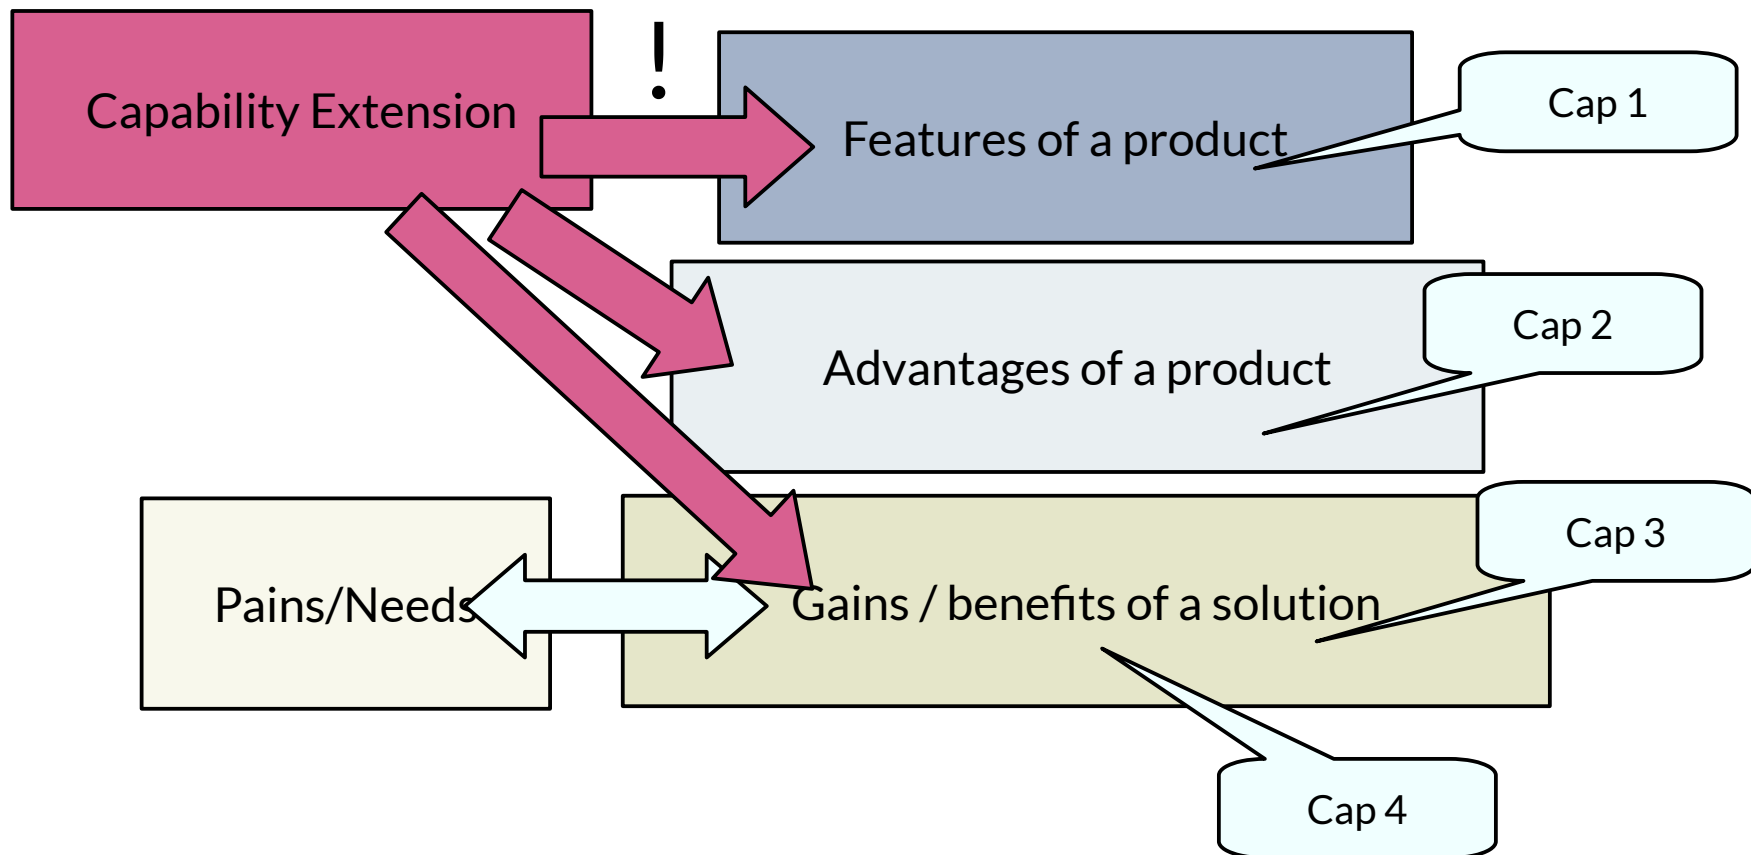 !
Capability Extension
Features of a product
Cap 1
Advantages of a product
Cap 2
Pains/Needs
Gains / benefits of a solution
Cap 3
Cap 4